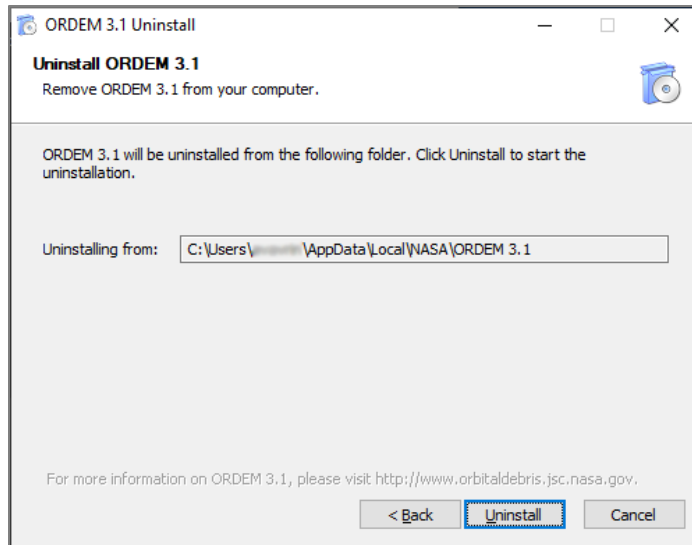 ORDEM 3.1 Uninstall
Uninstall ORDEM 3.1
Remove ORDEM 3.1 from your computer.
ORDEM 3.1 will be uninstalled from the following folder. Click Uninstall to start the
uninstallation.
Uninstalling from: C:\Users\ \AppData\Local\NASA\ORDEM 3.1
For more information on ORDEM 3.1, please visit http://www.orbitaldebris.jsc.nasa.gov.
< Back Uninstall Cancel